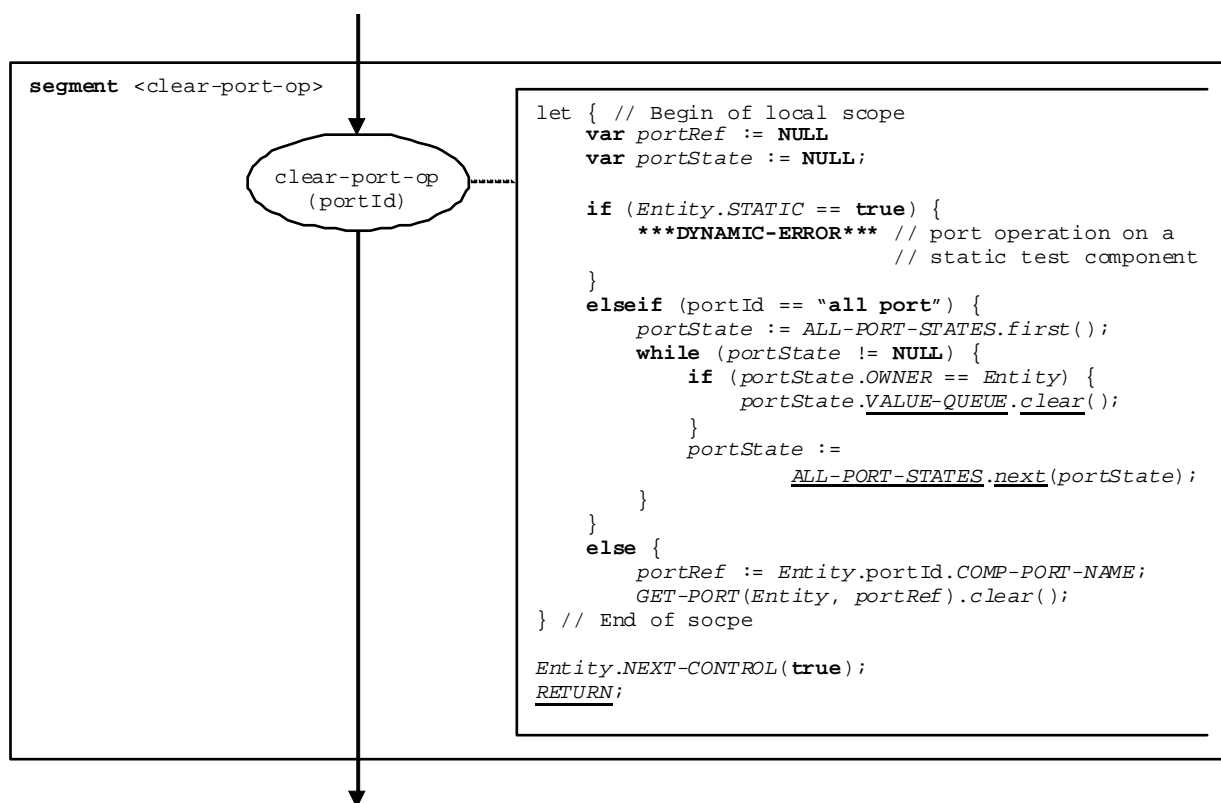 segment <clear-port-op>
clear-port-op
(portId)
let { // Begin of local scope
var portRef := NULL
var portState := NULL;
if (Entity.STATIC == true) {
***DYNAMIC-ERROR*** // port operation on a
// static test component
}
elseif (portId == “all port”) {
portState := ALL-PORT-STATES.first();
while (portState != NULL) {
if (portState.OWNER == Entity) {
portState.VALUE-QUEUE.clear();
}
portState :=
ALL-PORT-STATES.next(portState);
}
}
else {
portRef := Entity.portId.COMP-PORT-NAME;
GET-PORT(Entity, portRef).clear();
} // End of socpe
Entity.NEXT-CONTROL(true);
RETURN;